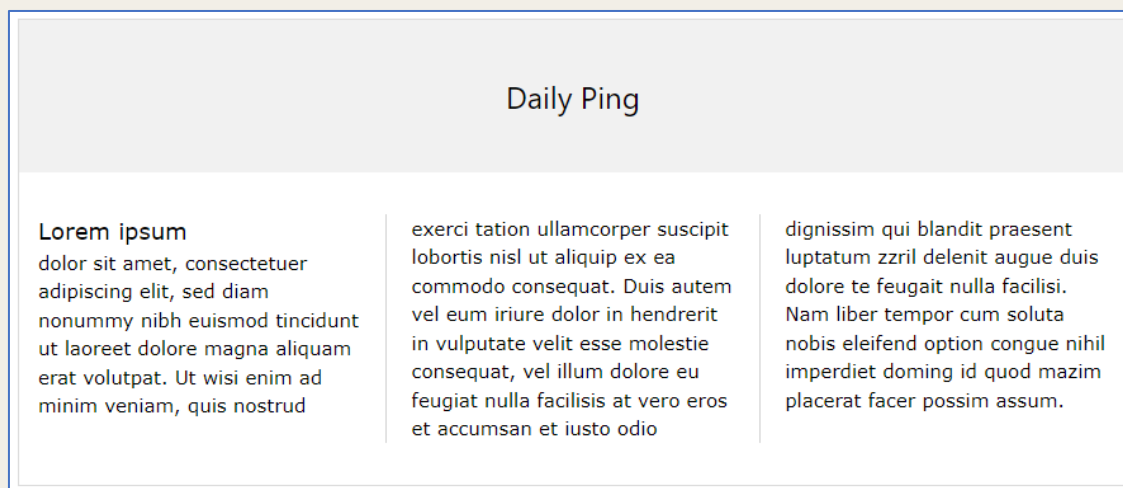 Daily Ping
Lorem ipsum
dolor sit amet, consectetuer
adipiscing elit, sed diam
nonummy nibh euismod tincidunt
ut laoreet dolore magna aliquam
erat volutpat. Ut wisi enim ad
minim veniam, quis nostrud
exerci tation ullamcorper suscipit
lobortis nisl ut aliquip ex ea
commodo consequat. Duis autem
vel eum iriure dolor in hendrerit
in vulputate velit esse molestie
consequat, vel illum dolore eu
feugiat nulla facilisis at vero eros
et accumsan et iusto odio
dignissim qui blandit praesent
luptatum zzril delenit augue duis
dolore te feugait nulla facilisi.
Nam liber tempor cum soluta
nobis eleifend option congue nihil
imperdiet doming id quod mazim
placerat facer possim assum.